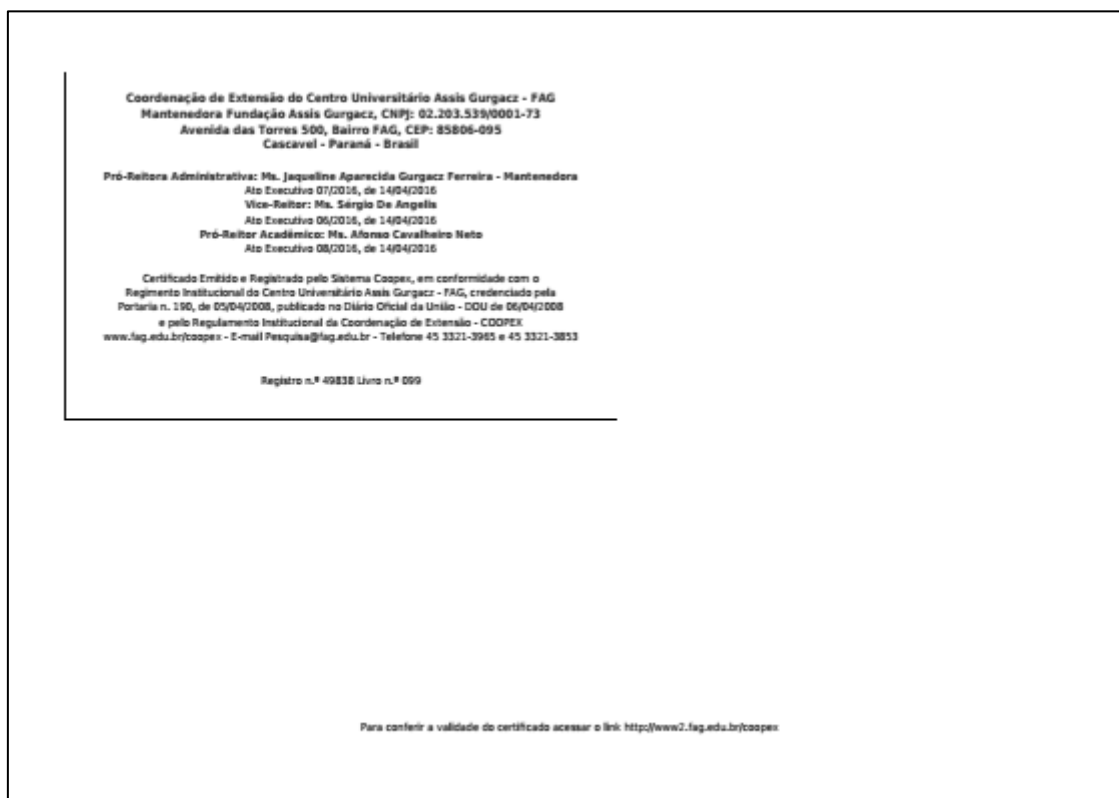 Coordenação de Extensão do Centro Universitário Assis Gurgacz - FAG
Mantenedora Fundação Assis Gurgacz, CNPJ: 02.203.539/0001-73
Avenida das Torres 500, Bairro FAG, CEP: 85806-095
Cascavel - Paraná - Brasil
Pró-Reitora Administrativa: Ms. Jaqueline Aparecida Gurgacz Ferreira - Mantenedora
Ato Executivo 07/2016, de 14/04/2016
Vice-Reitor: Ms. Sérgio De Angelis
Ato Executivo 06/2016, de 14/04/2016
Pró-Reitor Acadêmico: Ms. Afonso Cavalheiro Neto
Ato Executivo 08/2016, de 14/04/2016
Certificado Emitido e Registrado pelo Sistema Coopex, em conformidade com o
Regimento Institucional do Centro Universitário Assis Gurgacz - FAG, credenciado pela
Portaria n. 190, de 05/04/2008, publicado no Diário Oficial da União - DOU de 06/04/2008
e pelo Regulamento Institucional da Coordenação de Extensão - COOPEX
www.fag.edu.br/coopex - E-mail Pesquisa@fag.edu.br - Telefone 45 3321-3965 e 45 3321-3853
Registro n.º 49838 Livro n.º 099
Para conferir a validade do certificado acessar o link http://www2.fag.edu.br/coopex